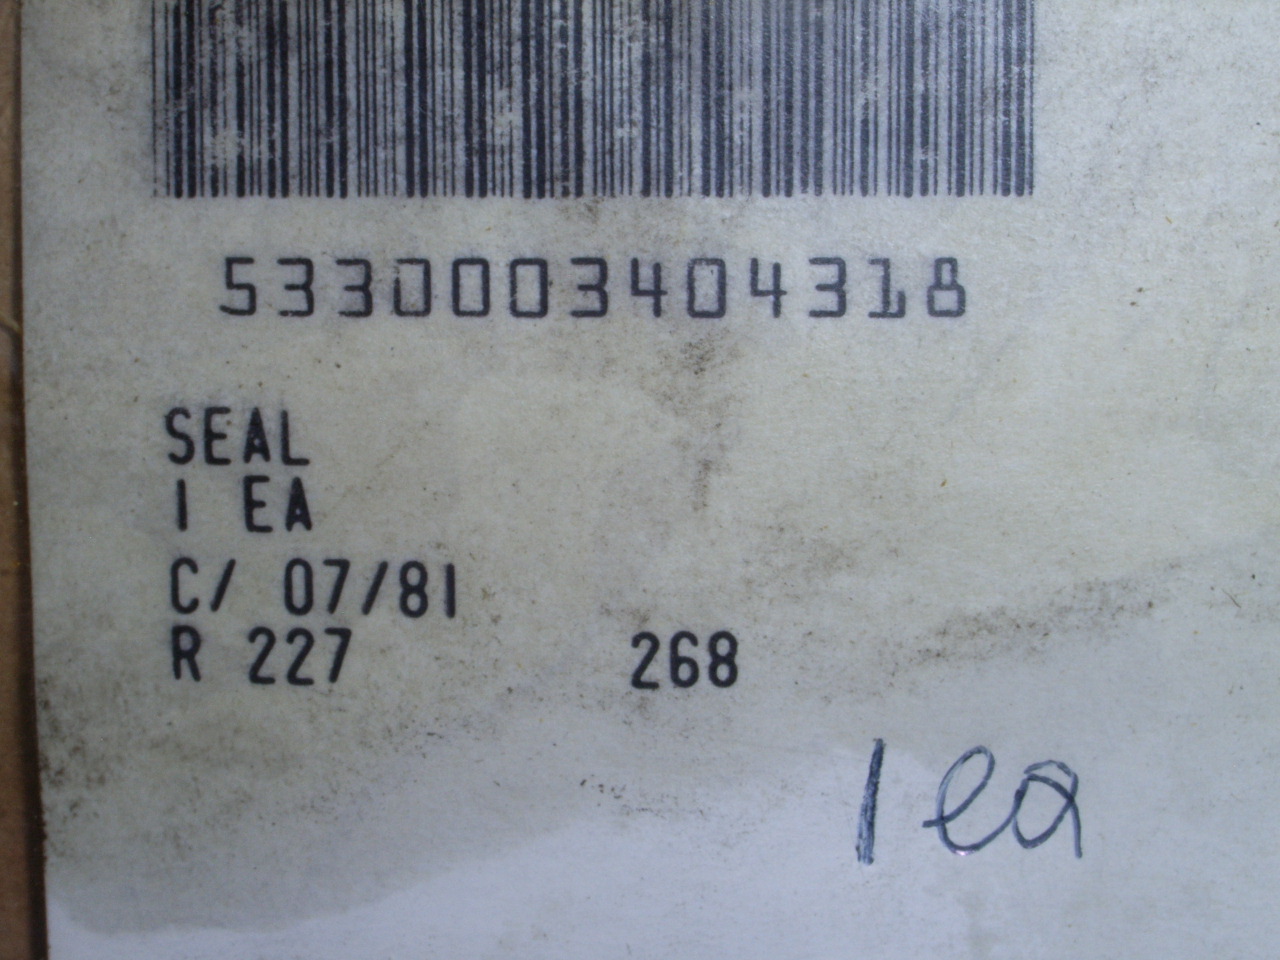 5330003404318
SEAL
1 EA
C/ 07/81
R 227 268
1 ea